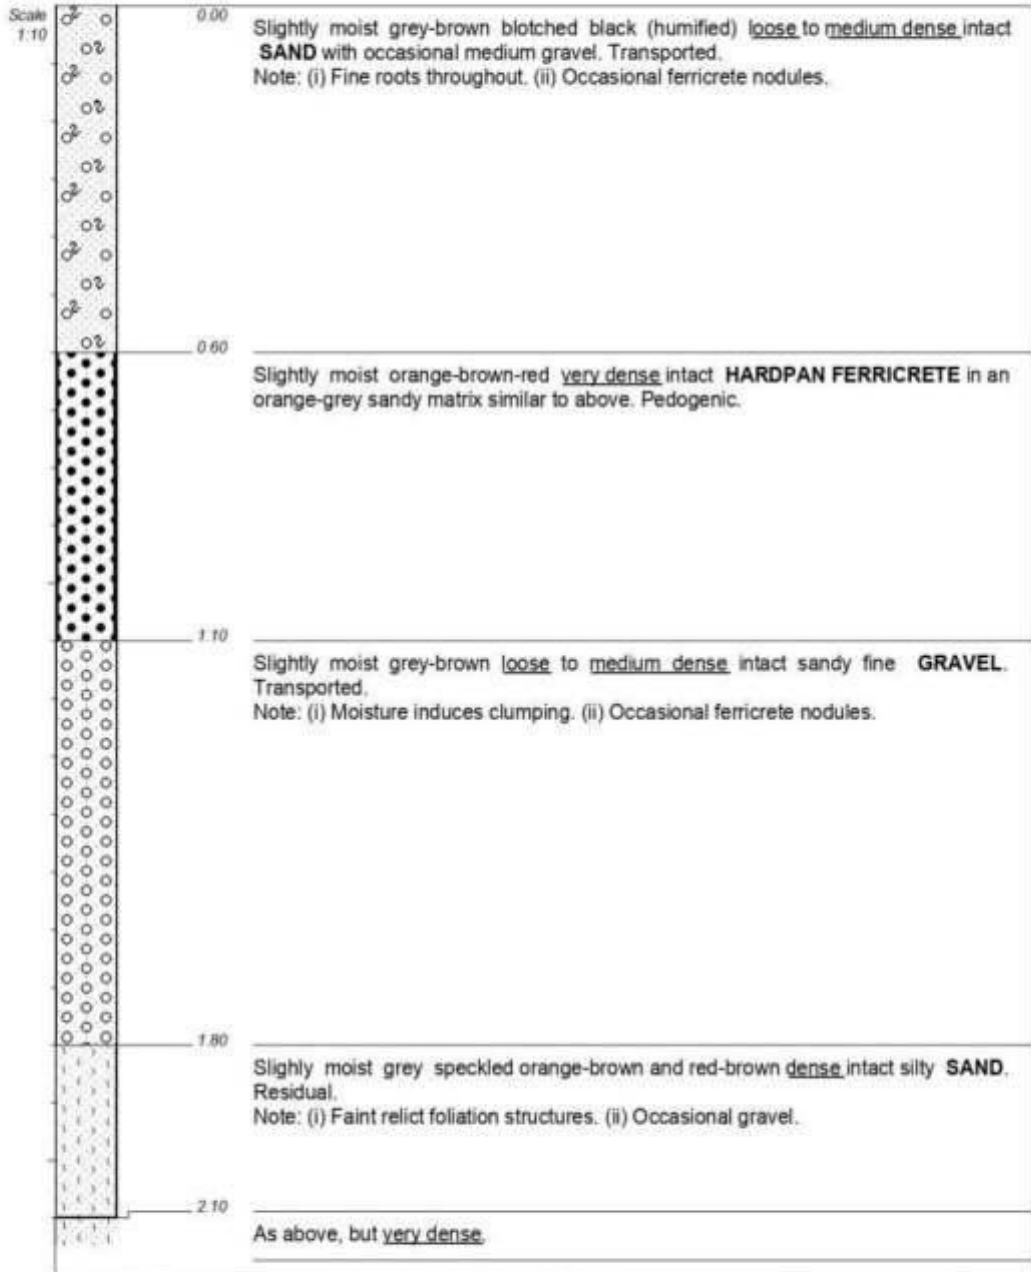 Scale
1:10
0.00
Slightly moist grey-brown blotched black (humified) loose to medium dense intact
SAND with occasional medium gravel. Transported.
Note: (i) Fine roots throughout. (ii) Occasional ferricrete nodules.
0.60
Slightly moist orange-brown-red very dense intact HARDPAN FERRICRETE in an
orange-grey sandy matrix similar to above. Pedogenic.
1.10
Slightly moist grey-brown loose to medium dense intact sandy fine GRAVEL.
Transported.
Note: (i) Moisture induces clumping. (ii) Occasional ferricrete nodules.
1.80
Slighly moist grey speckled orange-brown and red-brown dense intact silty SAND.
Residual.
Note: (i) Faint relict foliation structures. (ii) Occasional gravel.
2.10
As above, but very dense.